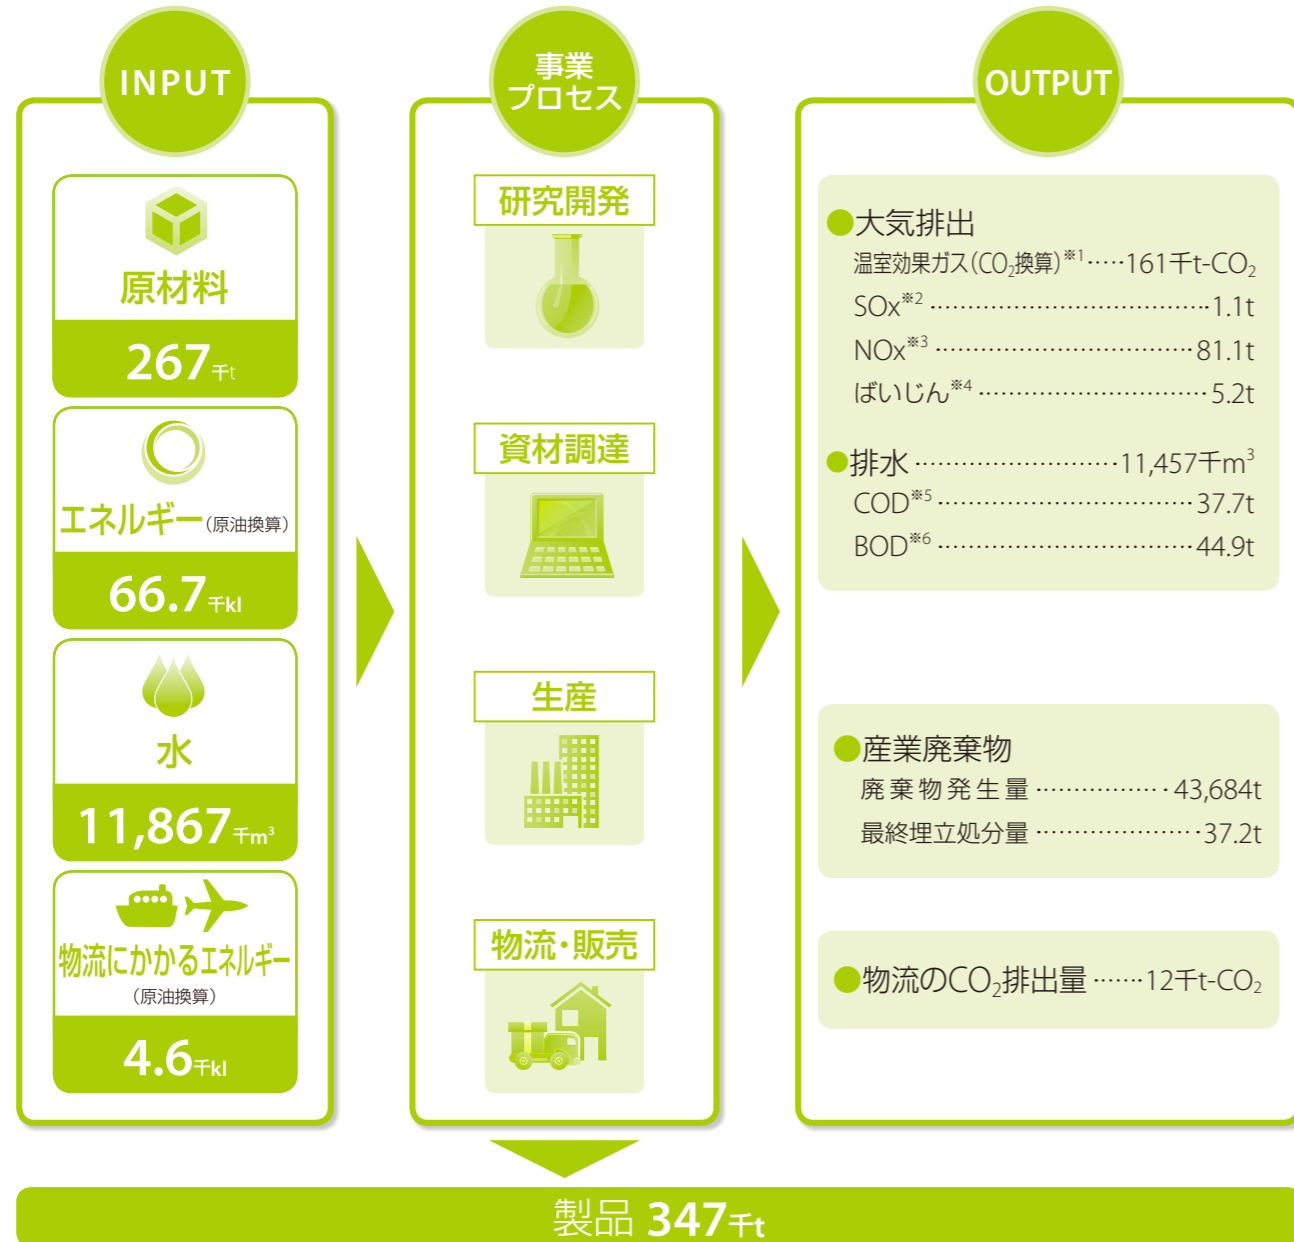 INPUT
原材料
267千t
エネルギー(原油換算)
66.7千kl
水
11,867千m³
物流にかかるエネルギー
(原油換算)
4.6千kl
事業
プロセス
研究開発
資材調達
生産
物流・販売
OUTPUT
●大気排出
温室効果ガス(CO₂換算)※1……161千t-CO₂
SOx※2……………………………1.1t
NOx※3……………………………81.1t
ばいじん※4………………………5.2t
●排水……………………11,457千m³
COD※5……………………………37.7t
BOD※6……………………………44.9t
●産業廃棄物
廃棄物発生量……………43,684t
最終埋立処分量…………………37.2t
●物流のCO₂排出量……12千t-CO₂
製品 347千t